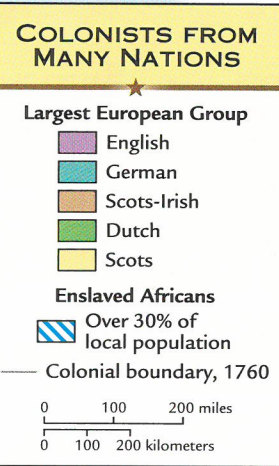 COLONISTS FROM
MANY NATIONS
Largest European Group
English
German
Scots-Irish
Dutch
Scots
Enslaved Africans
Over 30% of
local population
Colonial boundary, 1760
0 100 200 miles
0 100 200 kilometers